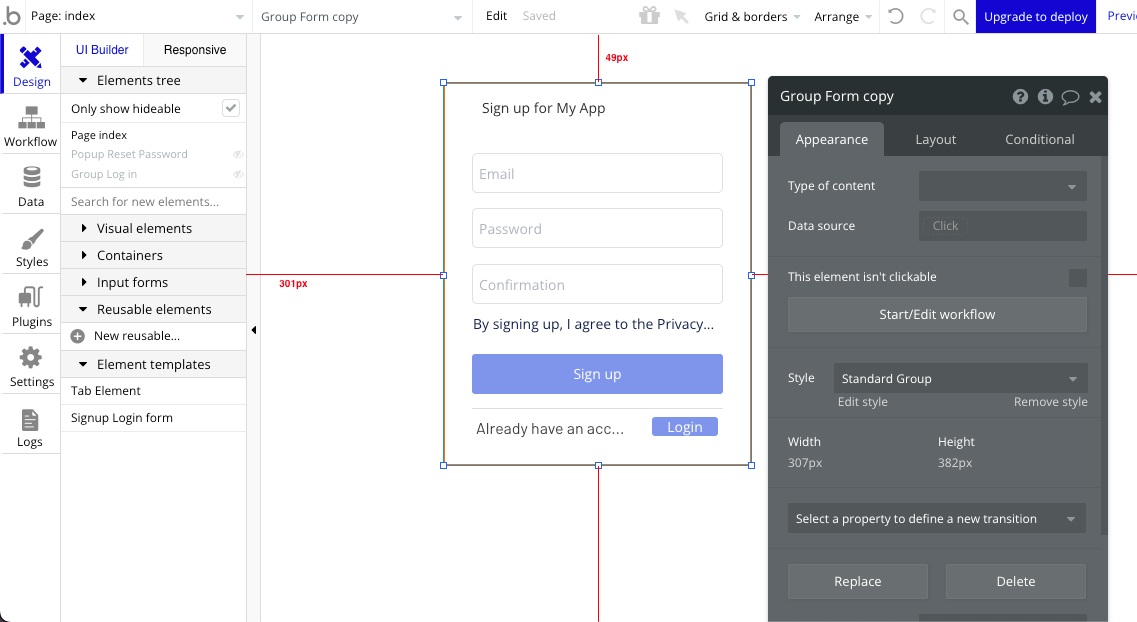 .b
Page: index
Group Form copy
Edit
Saved
Grid & borders
Arrange
Upgrade to deploy
Previ
Design
Workflow
Data
Styles
Plugins
Settings
Logs
UI Builder
Responsive
Elements tree
Only show hideable
Page index
Popup Reset Password
Group Log in
Search for new elements...
Visual elements
Containers
Input forms
Reusable elements
New reusable...
Element templates
Tab Element
Signup Login form
49px
301px
Sign up for My App
Email
Password
Confirmation
By signing up, I agree to the Privacy...
Sign up
Already have an acc...
Login
Group Form copy
Appearance
Layout
Conditional
Type of content
Data source
Click
This element isn't clickable
Start/Edit workflow
Style
Standard Group
Edit style
Remove style
Width
Height
307px
382px
Select a property to define a new transition
Replace
Delete